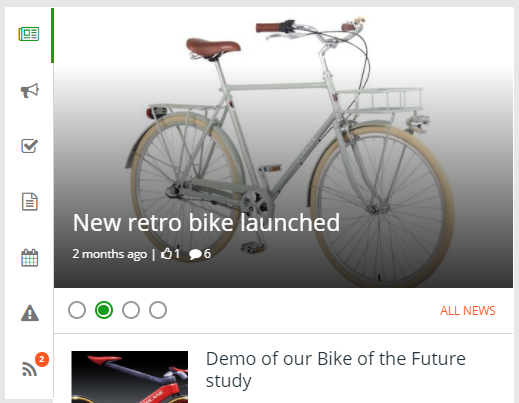 New retro bike launched
2 months ago | 1 6
ALL NEWS
2
Demo of our Bike of the Future
study